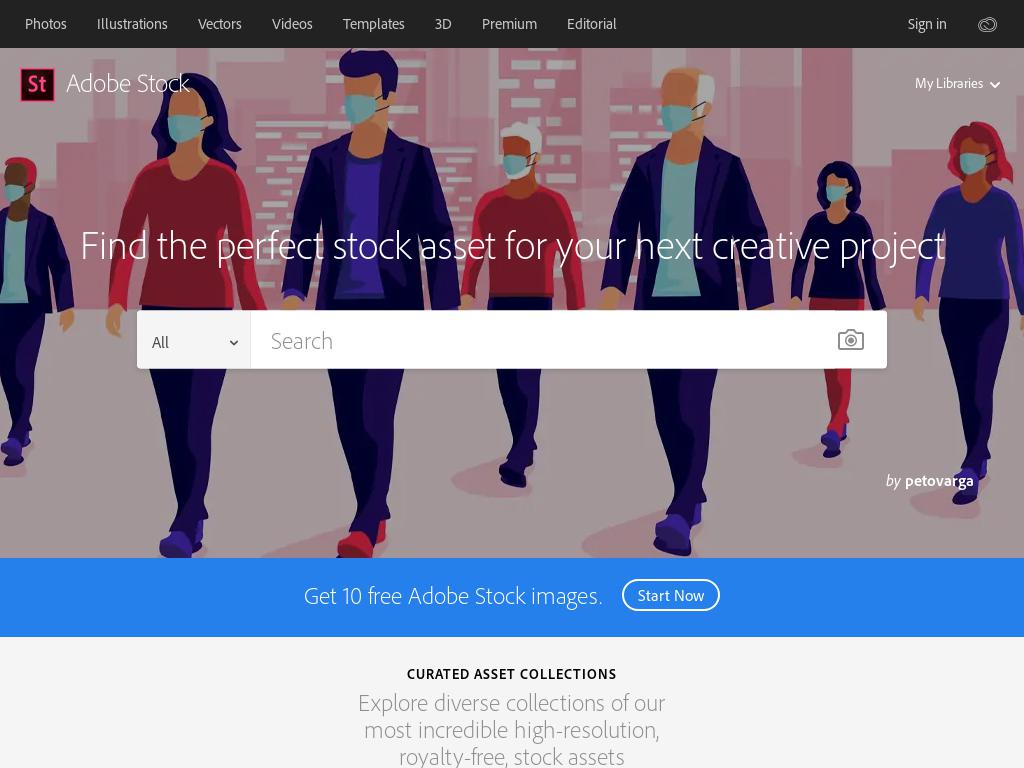 Photos Illustrations Vectors Videos Templates 3D Premium Editorial Sign in
St Adobe Stock My Libraries
Find the perfect stock asset for your next creative project
All Search
by petovarga
Get 10 free Adobe Stock images. Start Now
CURATED ASSET COLLECTIONS
Explore diverse collections of our
most incredible high-resolution,
royalty-free, stock assets